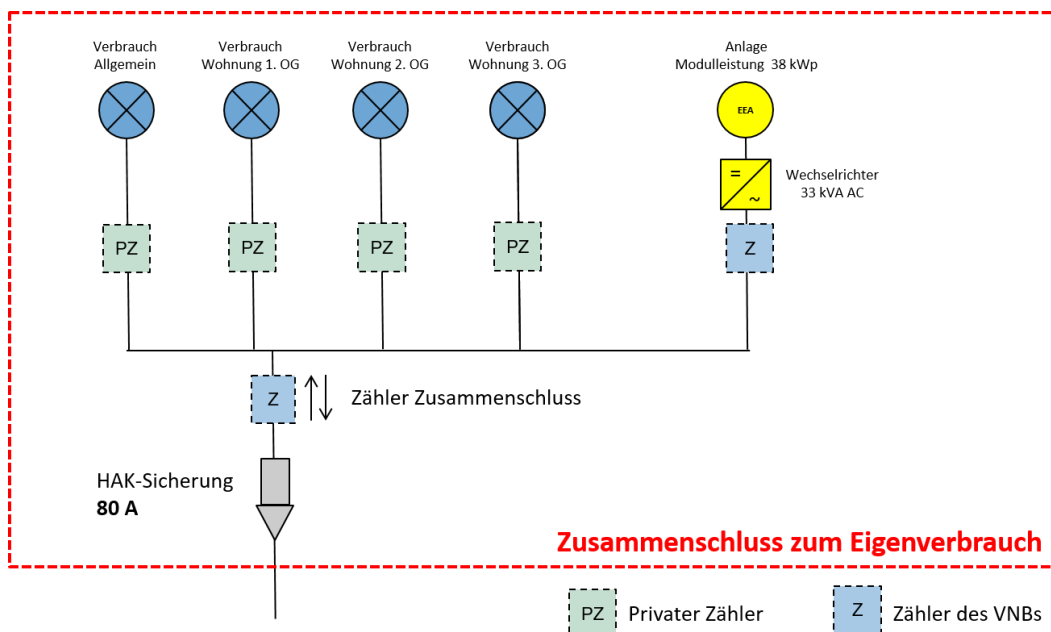 Verbrauch
Allgemein
Verbrauch
Wohnung 1. OG
Verbrauch
Wohnung 2. OG
Verbrauch
Wohnung 3. OG
Anlage
Modulleistung 38 kWp
EEA
=
~
Wechselrichter
33 kVA AC
PZ
PZ
PZ
PZ
Z
Z
Zähler Zusammenschluss
HAK-Sicherung
80 A
Zusammenschluss zum Eigenverbrauch
PZ Privater Zähler
Z Zähler des VNBs